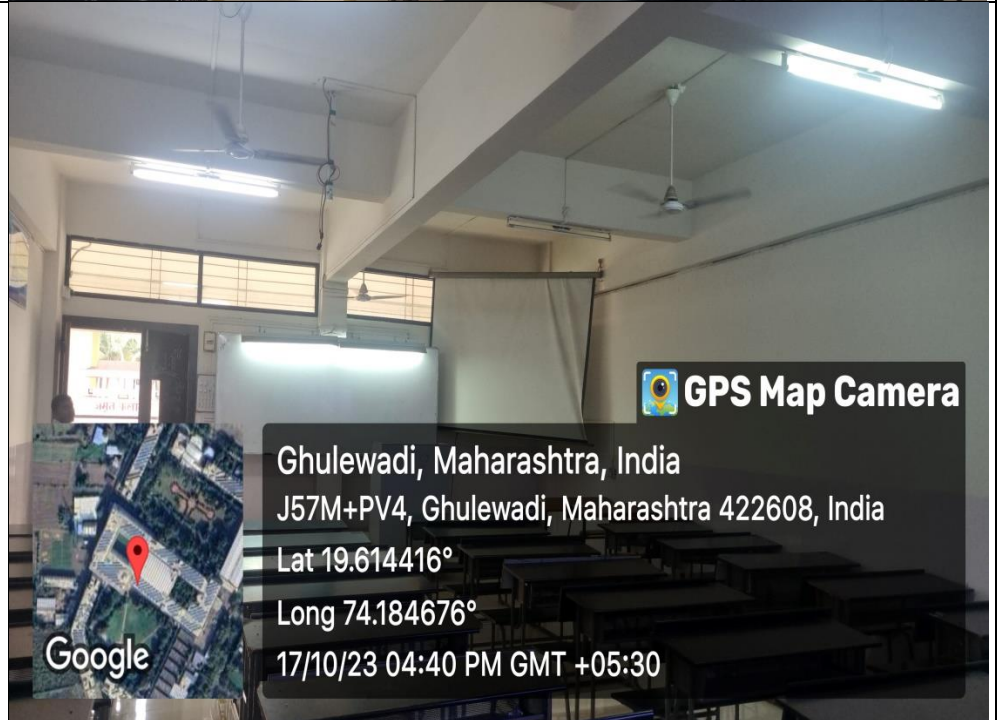 GPS Map Camera
Ghulewadi, Maharashtra, India
J57M+PV4, Ghulewadi, Maharashtra 422608, India
Lat 19.614416°
Long 74.184676°
17/10/23 04:40 PM GMT +05:30
Google